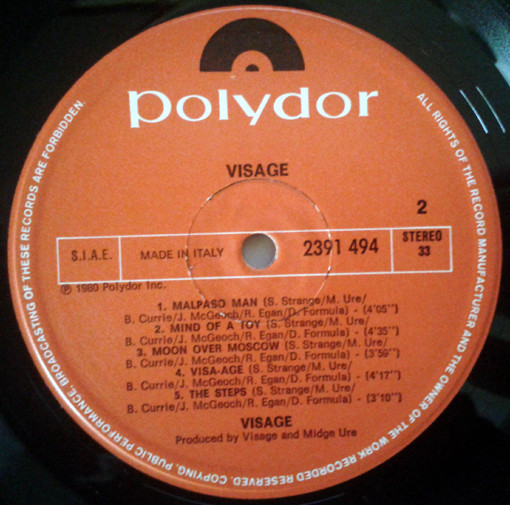 polydor
VISAGE
2
S.I.A.E.
MADE IN ITALY
2391 494
STEREO
33
℗ 1980 Polydor Inc.
1. MALPASO MAN (S. Strange/M. Ure/
B. Currie/J. McGeoch/R. Egan/D. Formula) - (4'05'')
2. MIND OF A TOY (S. Strange/M. Ure/
B. Currie/J. McGeoch/R. Egan/D. Formula) - (4'35'')
3. MOON OVER MOSCOW (S. Strange/M. Ure/
B. Currie/J. McGeoch/R. Egan/D. Formula) - (3'59'')
4. VISA-AGE (S. Strange/M. Ure/
B. Currie/J. McGeoch/R. Egan/D. Formula) - (4'17'')
5. THE STEPS (S. Strange/M. Ure/
B. Currie/J. McGeoch/R. Egan/D. Formula) - (3'10'')
VISAGE
Produced by Visage and Midge Ure
ALL RIGHTS OF THE RECORD MANUFACTURER AND THE OWNER OF THE WORK RECORDED RESERVED. COPYING, PUBLIC PERFORMANCE, BROADCASTING OF THESE RECORDS ARE FORBIDDEN.